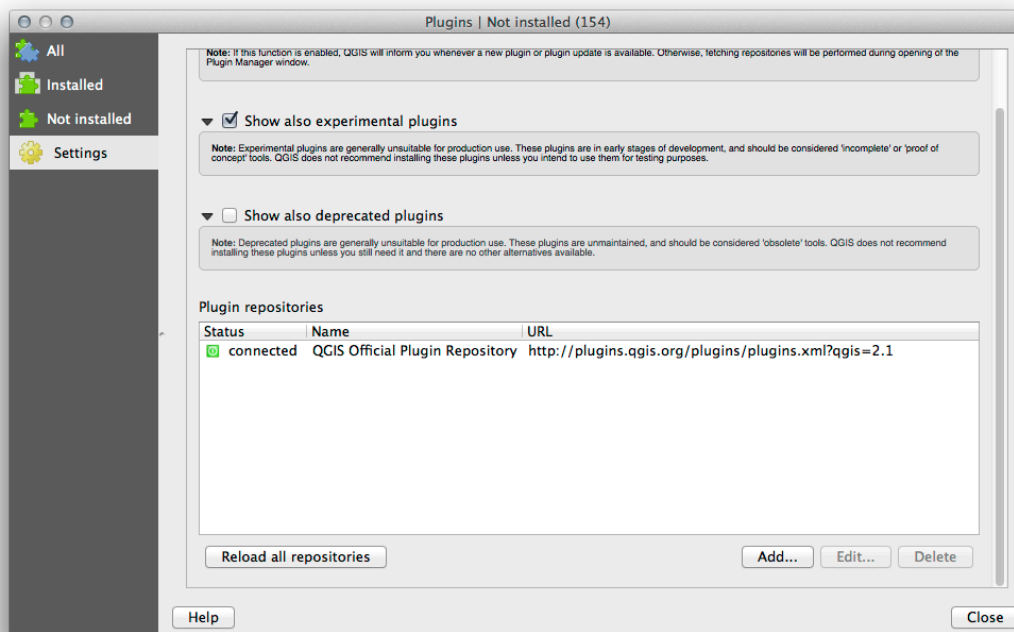 Plugins | Not installed (154)
All
Installed
Not installed
Settings
Note: If this function is enabled, QGIS will inform you whenever a new plugin or plugin update is available. Otherwise, fetching repositories will be performed during opening of the
Plugin Manager window.
Show also experimental plugins
Note: Experimental plugins are generally unsuitable for production use. These plugins are in early stages of development, and should be considered 'incomplete' or 'proof of
concept' tools. QGIS does not recommend installing these plugins unless you intend to use them for testing purposes.
Show also deprecated plugins
Note: Deprecated plugins are generally unsuitable for production use. These plugins are unmaintained, and should be considered 'obsolete' tools. QGIS does not recommend
installing these plugins unless you still need it and there are no other alternatives available.
Plugin repositories
Status Name URL
connected QGIS Official Plugin Repository http://plugins.qgis.org/plugins/plugins.xml?qgis=2.1
Reload all repositories Add... Edit... Delete
Help Close